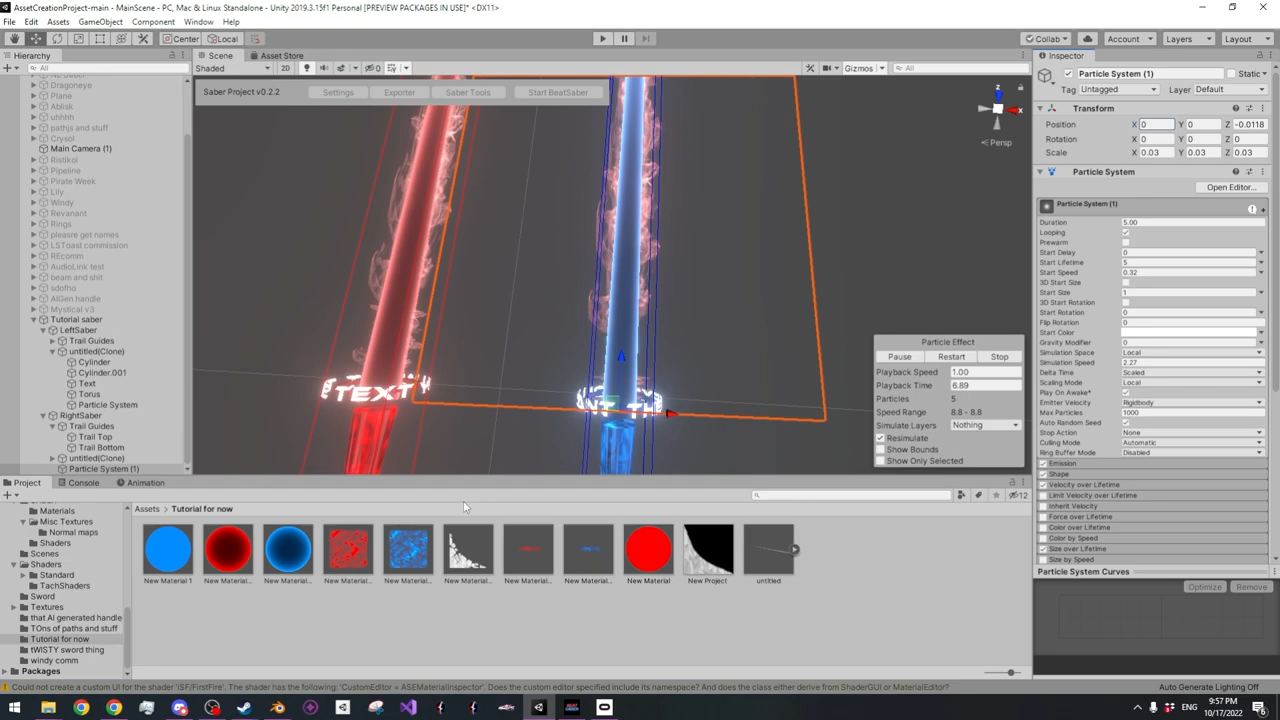 AssetCreationProject-main - MainScene - PC, Mac & Linux Standalone - Unity 2019.3.15f1 Personal [PREVIEW PACKAGES IN USE]* <DX11>
File Edit Assets GameObject Component Window Help
Center Local Collab Account Layers Layout
Hierarchy
All
Dragoneye
Plane
Ablisk
uhhhh
pathjs and stuff
Crysol
Main Camera (1)
Ristikoi
Pipeline
Pirate Week
Lily
Windy
Revanant
Rings
pleasre get names
LSToast commission
REcomm
AudioLink test
beam and shit
sdofho
AIGen handle
Mystical v3
Tutorial saber
LeftSaber
Trail Guides
untitled(Clone)
Cylinder
Cylinder.001
Text
Torus
Particle System
RightSaber
Trail Guides
Trail Top
Trail Bottom
untitled(Clone)
Particle System (1)
Scene Asset Store
Shaded 2D 0 Gizmos All
Saber Project v0.2.2 Settings Exporter Saber Tools Start BeatSaber
z
x
Persp
TEXT
Particle Effect
Pause Restart Stop
Playback Speed 1.00
Playback Time 6.89
Particles 5
Speed Range 8.8 - 8.8
Simulate Layers Nothing
Resimulate
Show Bounds
Show Only Selected
Inspector
Particle System (1) Static
Tag Untagged Layer Default
Transform
Position X 0 Y 0 Z -0.0118
Rotation X 0 Y 0 Z 0
Scale X 0.03 Y 0.03 Z 0.03
Particle System
Open Editor...
Particle System (1)
Duration 5.00
Looping
Prewarm
Start Delay 0
Start Lifetime 5
Start Speed 0.32
3D Start Size
Start Size 1
3D Start Rotation
Start Rotation 0
Flip Rotation 0
Start Color
Gravity Modifier 0
Simulation Space Local
Simulation Speed 2.27
Delta Time Scaled
Scaling Mode Local
Play On Awake*
Emitter Velocity Rigidbody
Max Particles 1000
Auto Random Seed
Stop Action None
Culling Mode Automatic
Ring Buffer Mode Disabled
Emission
Shape
Velocity over Lifetime
Limit Velocity over Lifetime
Inherit Velocity
Force over Lifetime
Color over Lifetime
Color by Speed
Size over Lifetime
Size by Speed
Particle System Curves
Optimize Remove
Project Console Animation
12
Materials
Misc Textures
Normal maps
Shaders
Scenes
Shaders
Standard
TachShaders
Sword
Textures
that AI generated handle
TOns of paths and stuff
Tutorial for now
tWISTY sword thing
windy comm
Packages
Assets > Tutorial for now
New Material 1 New Material... New Material... New Material... New Material... New Material... New Material... New Material... New Material New Project untitled
Could not create a custom UI for the shader 'iSF/FirstFire'. The shader has the following: 'CustomEditor = ASEMaterialInspector'. Does the custom editor specified include its namespace? And does the class either derive from ShaderGUI or MaterialEditor?
Auto Generate Lighting Off
9:57 PM
10/17/2022